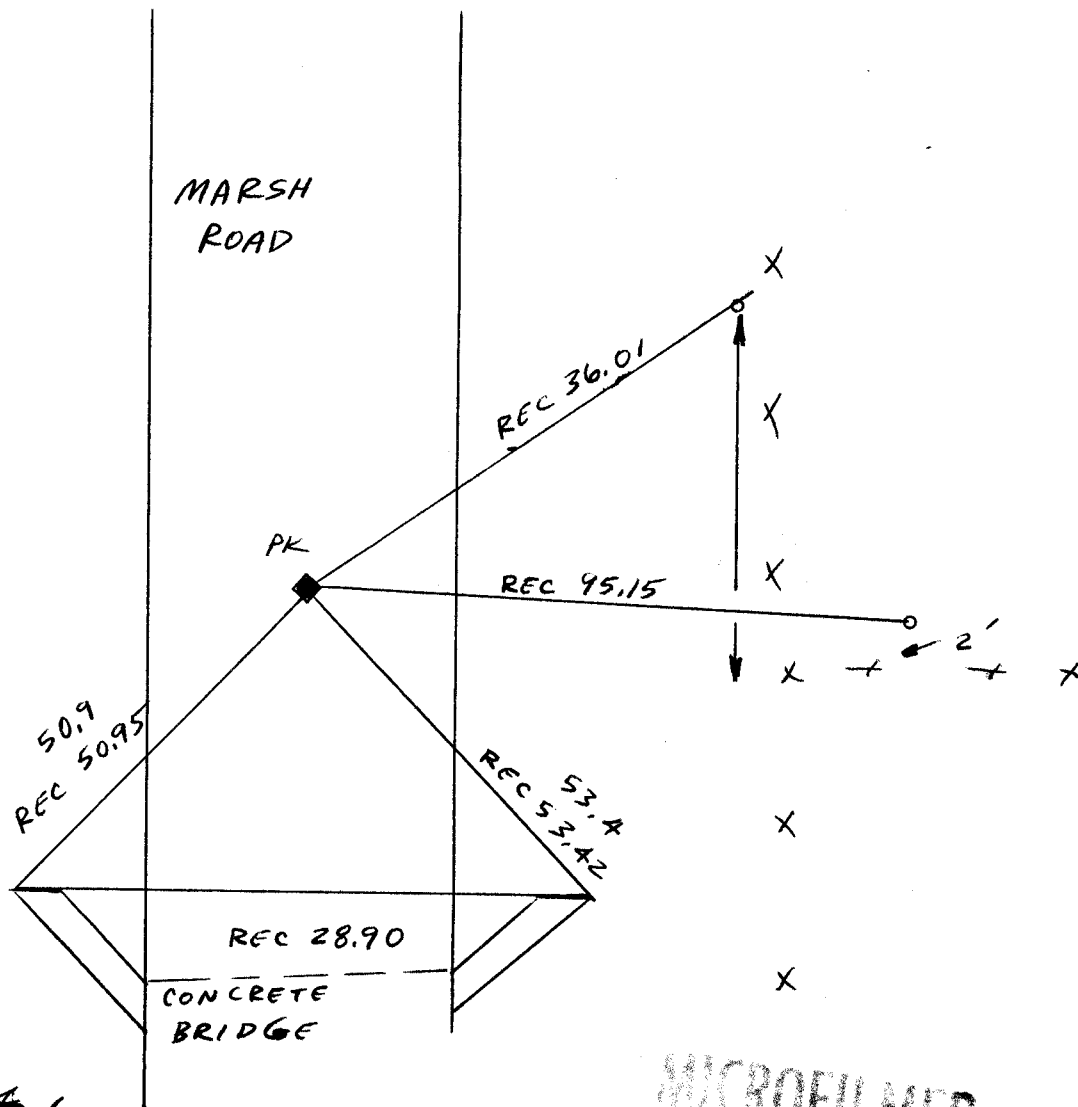 MARSH
ROAD
X
REC 36.01
X
PK
X
REC 95.15
2'
X X X X
50.9
REC 50.95
53.4
REC 53.42
X
REC 28.90
X
CONCRETE
BRIDGE
MICROFILMED